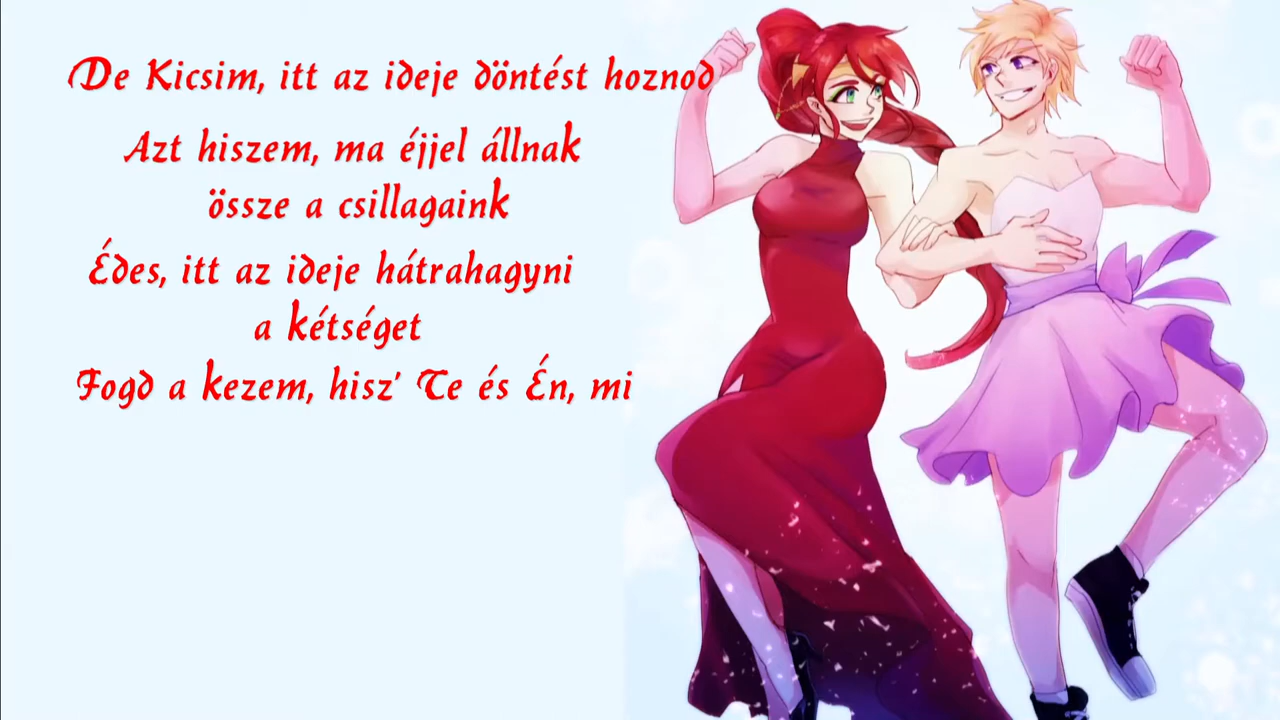 De Kicsim, itt az ideje döntést hoznod
Azt hiszem, ma éjjel állnak
össze a csillagaink
Édes, itt az ideje hátrahagyni
a kétséget
Fogd a kezem, hisz' Te és Én, mi